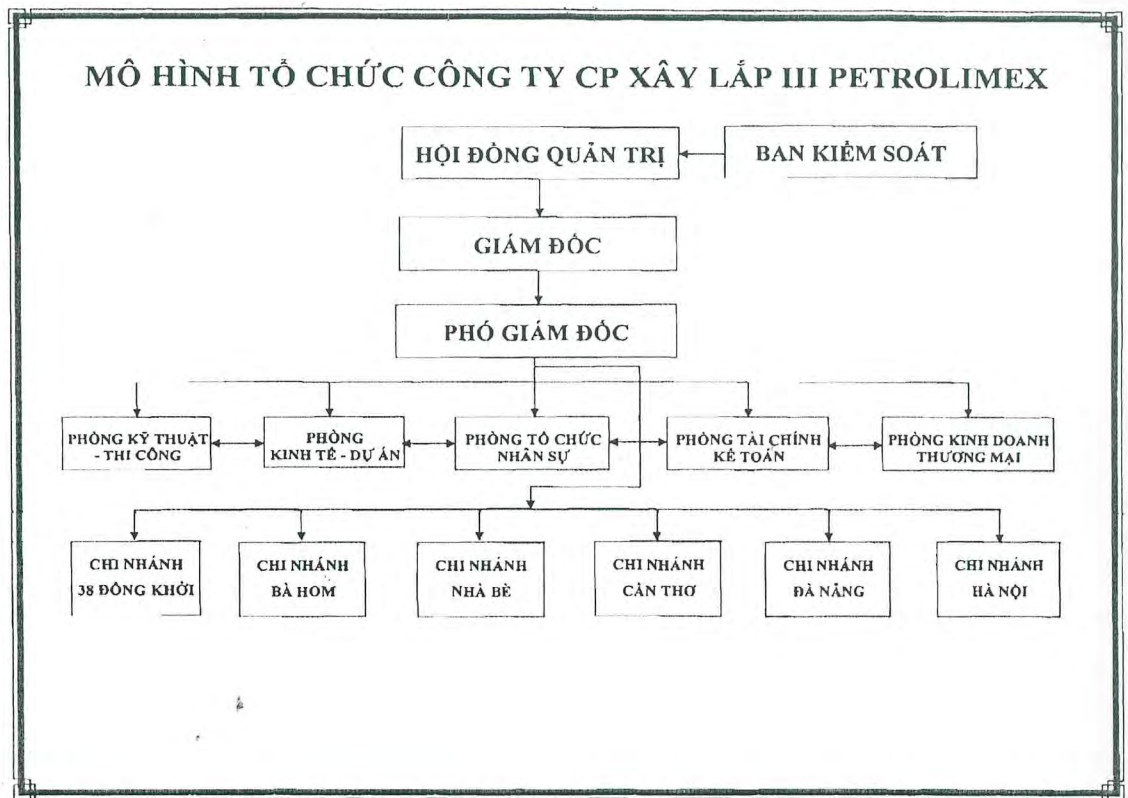 MÔ HÌNH TỔ CHỨC CÔNG TY CP XÂY LẮP III PETROLIMEX
HỘI ĐỒNG QUẢN TRỊ
BAN KIỂM SOÁT
GIÁM ĐỐC
PHÓ GIÁM ĐỐC
PHÒNG KỸ THUẬT
- THI CÔNG
PHÒNG
KINH TẾ - DỰ ÁN
PHÒNG TỔ CHỨC
NHÂN SỰ
PHÒNG TÀI CHÍNH
KẾ TOÁN
PHÒNG KINH DOANH
THƯƠNG MẠI
CHI NHÁNH
38 ĐÔNG KHỞI
CHI NHÁNH
BÀ HOM
CHI NHÁNH
NHÀ BÈ
CHI NHÁNH
CẦN THƠ
CHI NHÁNH
ĐÀ NẴNG
CHI NHÁNH
HÀ NỘI